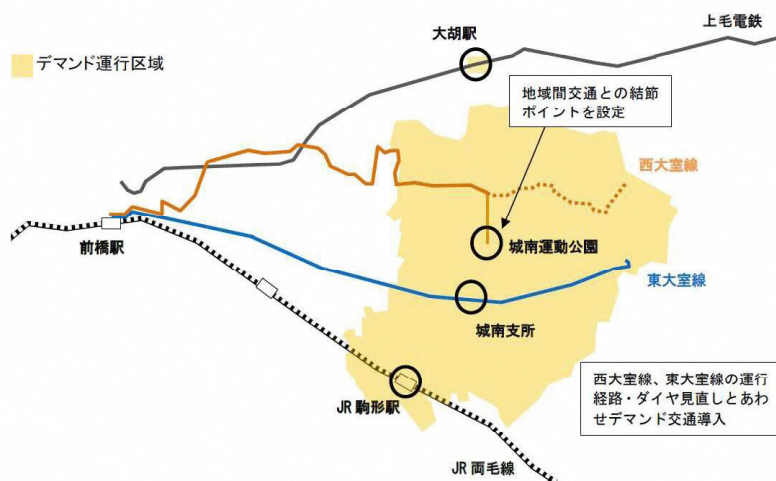 上毛電鉄
大胡駅
デマンド運行区域
地域間交通との結節
ポイントを設定
西大室線
前橋駅
城南運動公園
東大室線
城南支所
西大室線、東大室線の運行
経路・ダイヤ見直しとあわ
せデマンド交通導入
JR駒形駅
JR両毛線